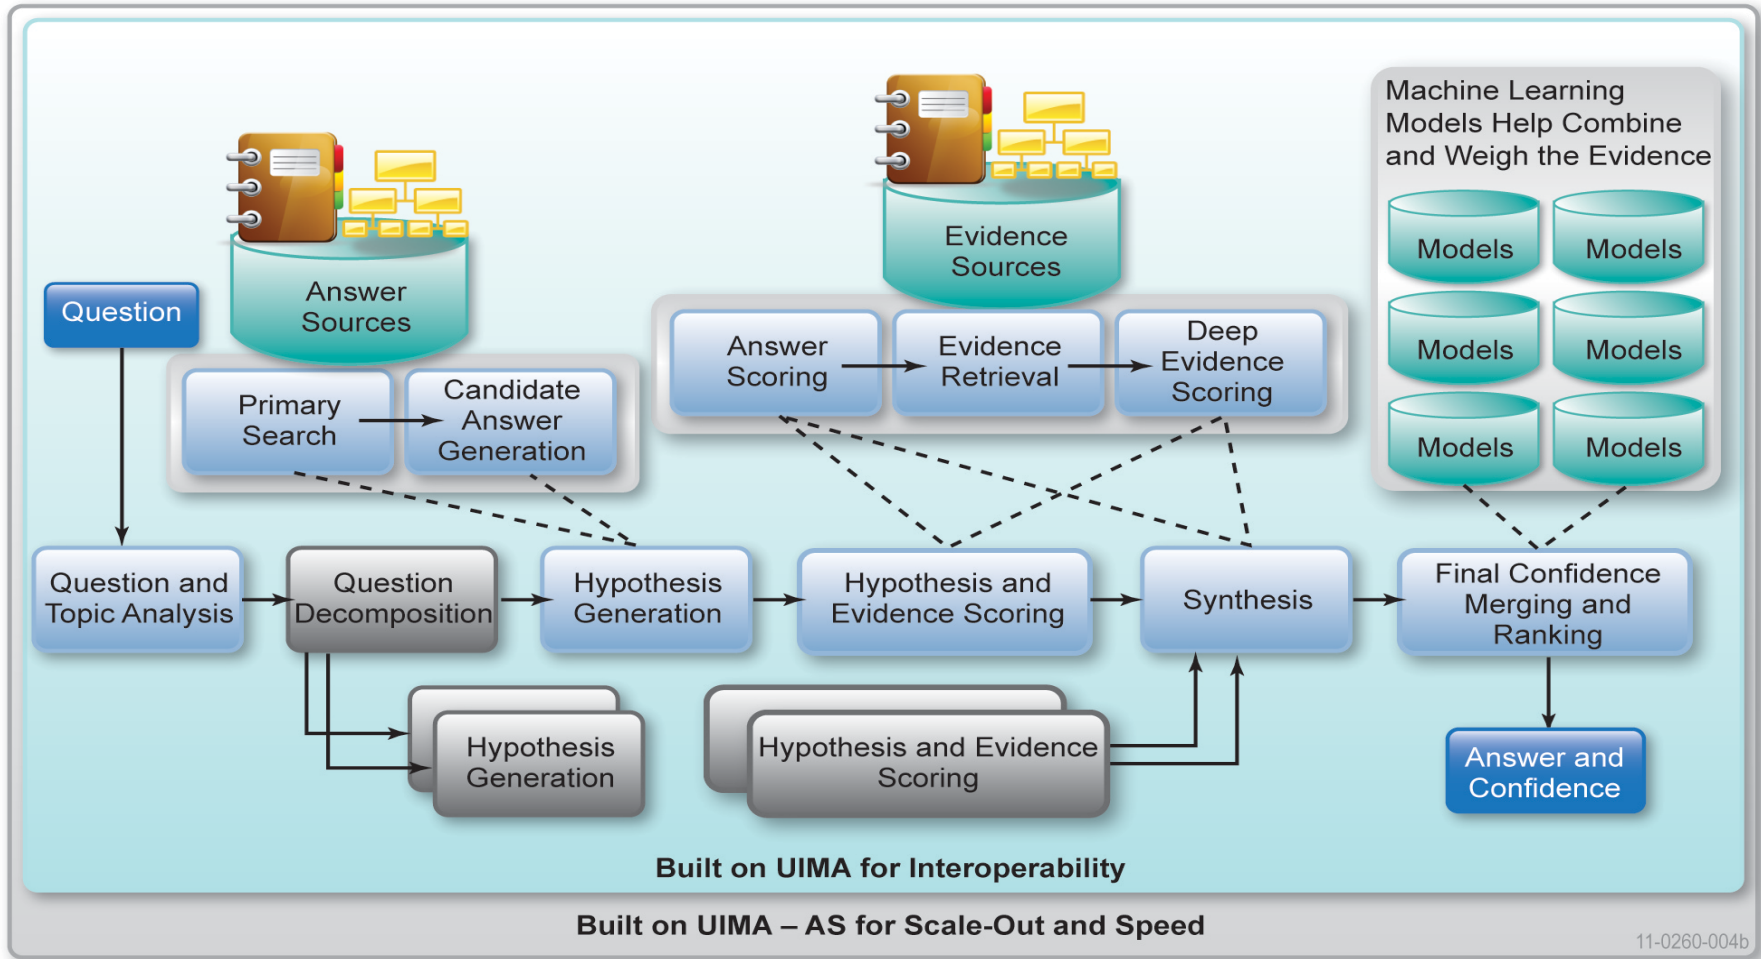 Machine Learning
Models Help Combine
and Weigh the Evidence
Models
Models
Models
Models
Models
Models
Evidence
Sources
Answer
Sources
Question
Answer
Scoring
Evidence
Retrieval
Deep
Evidence
Scoring
Primary
Search
Candidate
Answer
Generation
Question and
Topic Analysis
Question
Decomposition
Hypothesis
Generation
Hypothesis and
Evidence Scoring
Synthesis
Final Confidence
Merging and
Ranking
Hypothesis
Generation
Hypothesis and Evidence
Scoring
Answer and
Confidence
Built on UIMA for Interoperability
Built on UIMA – AS for Scale-Out and Speed
11-0260-004b